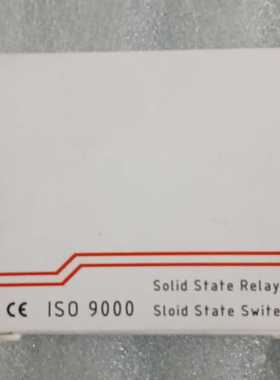 Solid State Relay
CE ISO 9000 Sloid State Switc